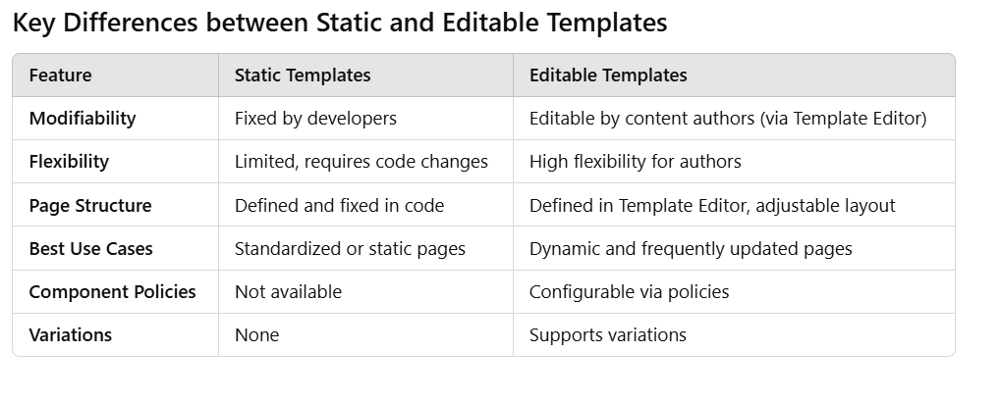 Key Differences between Static and Editable Templates
Feature Static Templates Editable Templates
Modifiability Fixed by developers Editable by content authors (via Template Editor)
Flexibility Limited, requires code changes High flexibility for authors
Page Structure Defined and fixed in code Defined in Template Editor, adjustable layout
Best Use Cases Standardized or static pages Dynamic and frequently updated pages
Component Policies Not available Configurable via policies
Variations None Supports variations